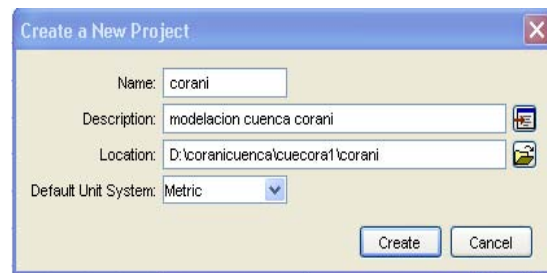 Create a New Project
Name: corani
Description: modelacion cuenca corani
Location: D:\coranicuenca\cuecora1\corani
Default Unit System: Metric
Create Cancel